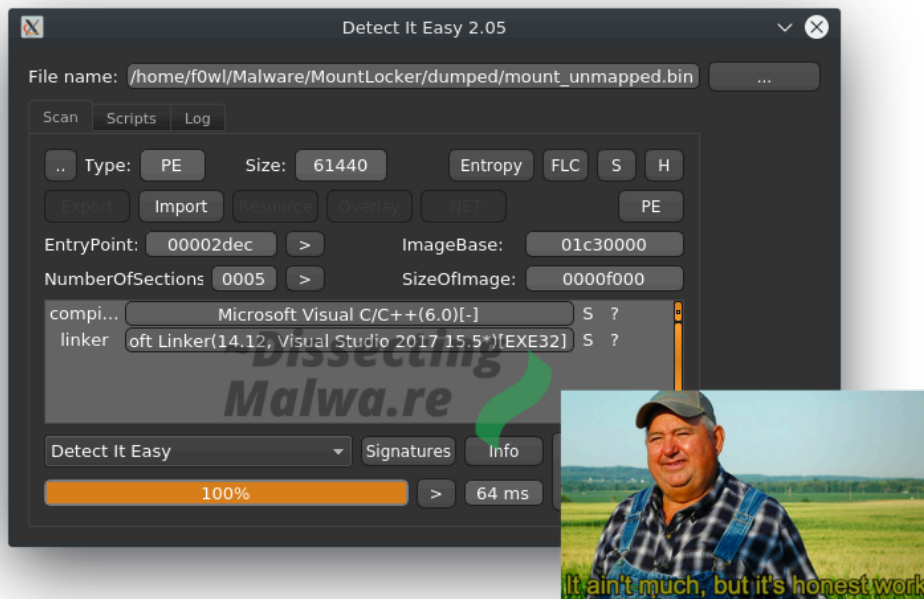 Detect It Easy 2.05
File name: /home/f0wl/Malware/MountLocker/dumped/mount_unmapped.bin ...
Scan Scripts Log
.. Type: PE Size: 61440 Entropy FLC S H
Export Import Resource Overlay .NET PE
EntryPoint: 00002dec > ImageBase: 01c30000
NumberOfSections 0005 > SizeOfImage: 0000f000
compi... Microsoft Visual C/C++(6.0)[-] S ?
linker oft Linker(14.12, Visual Studio 2017 15.5*)[EXE32] S ?
~Dissecting
Malwa.re
Detect It Easy Signatures Info
100% > 64 ms
It ain't much, but it's honest work